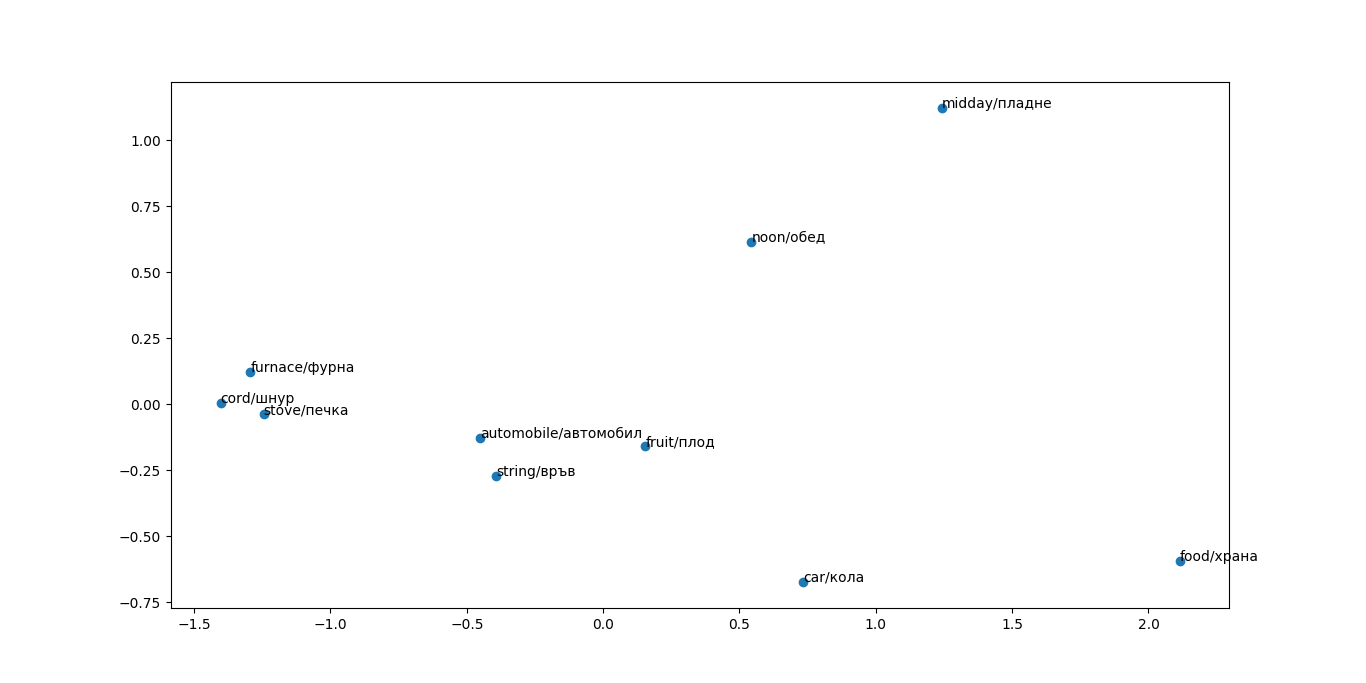 midday/пладне
1.00
0.75
noon/обед
0.50
0.25
furnace/фурна
cord/шнур
0.00
stove/печка
automobile/автомобил
fruit/плод
−0.25
string/връв
−0.50
food/храна
car/кола
−0.75
−1.5 −1.0 −0.5 0.0 0.5 1.0 1.5 2.0